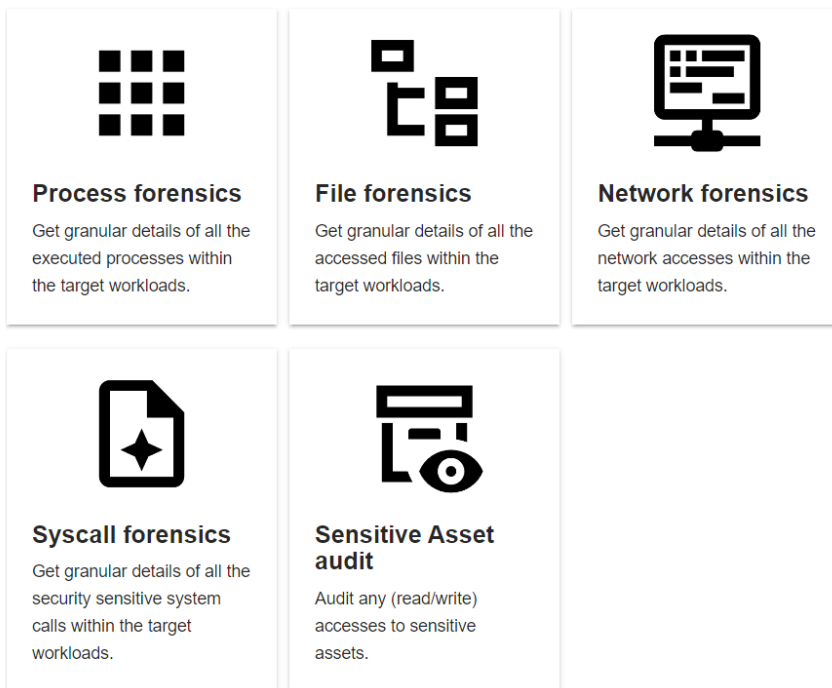 Process forensics
Get granular details of all the
executed processes within
the target workloads.
File forensics
Get granular details of all the
accessed files within the
target workloads.
Network forensics
Get granular details of all the
network accesses within the
target workloads.
Syscall forensics
Get granular details of all the
security sensitive system
calls within the target
workloads.
Sensitive Asset
audit
Audit any (read/write)
accesses to sensitive
assets.